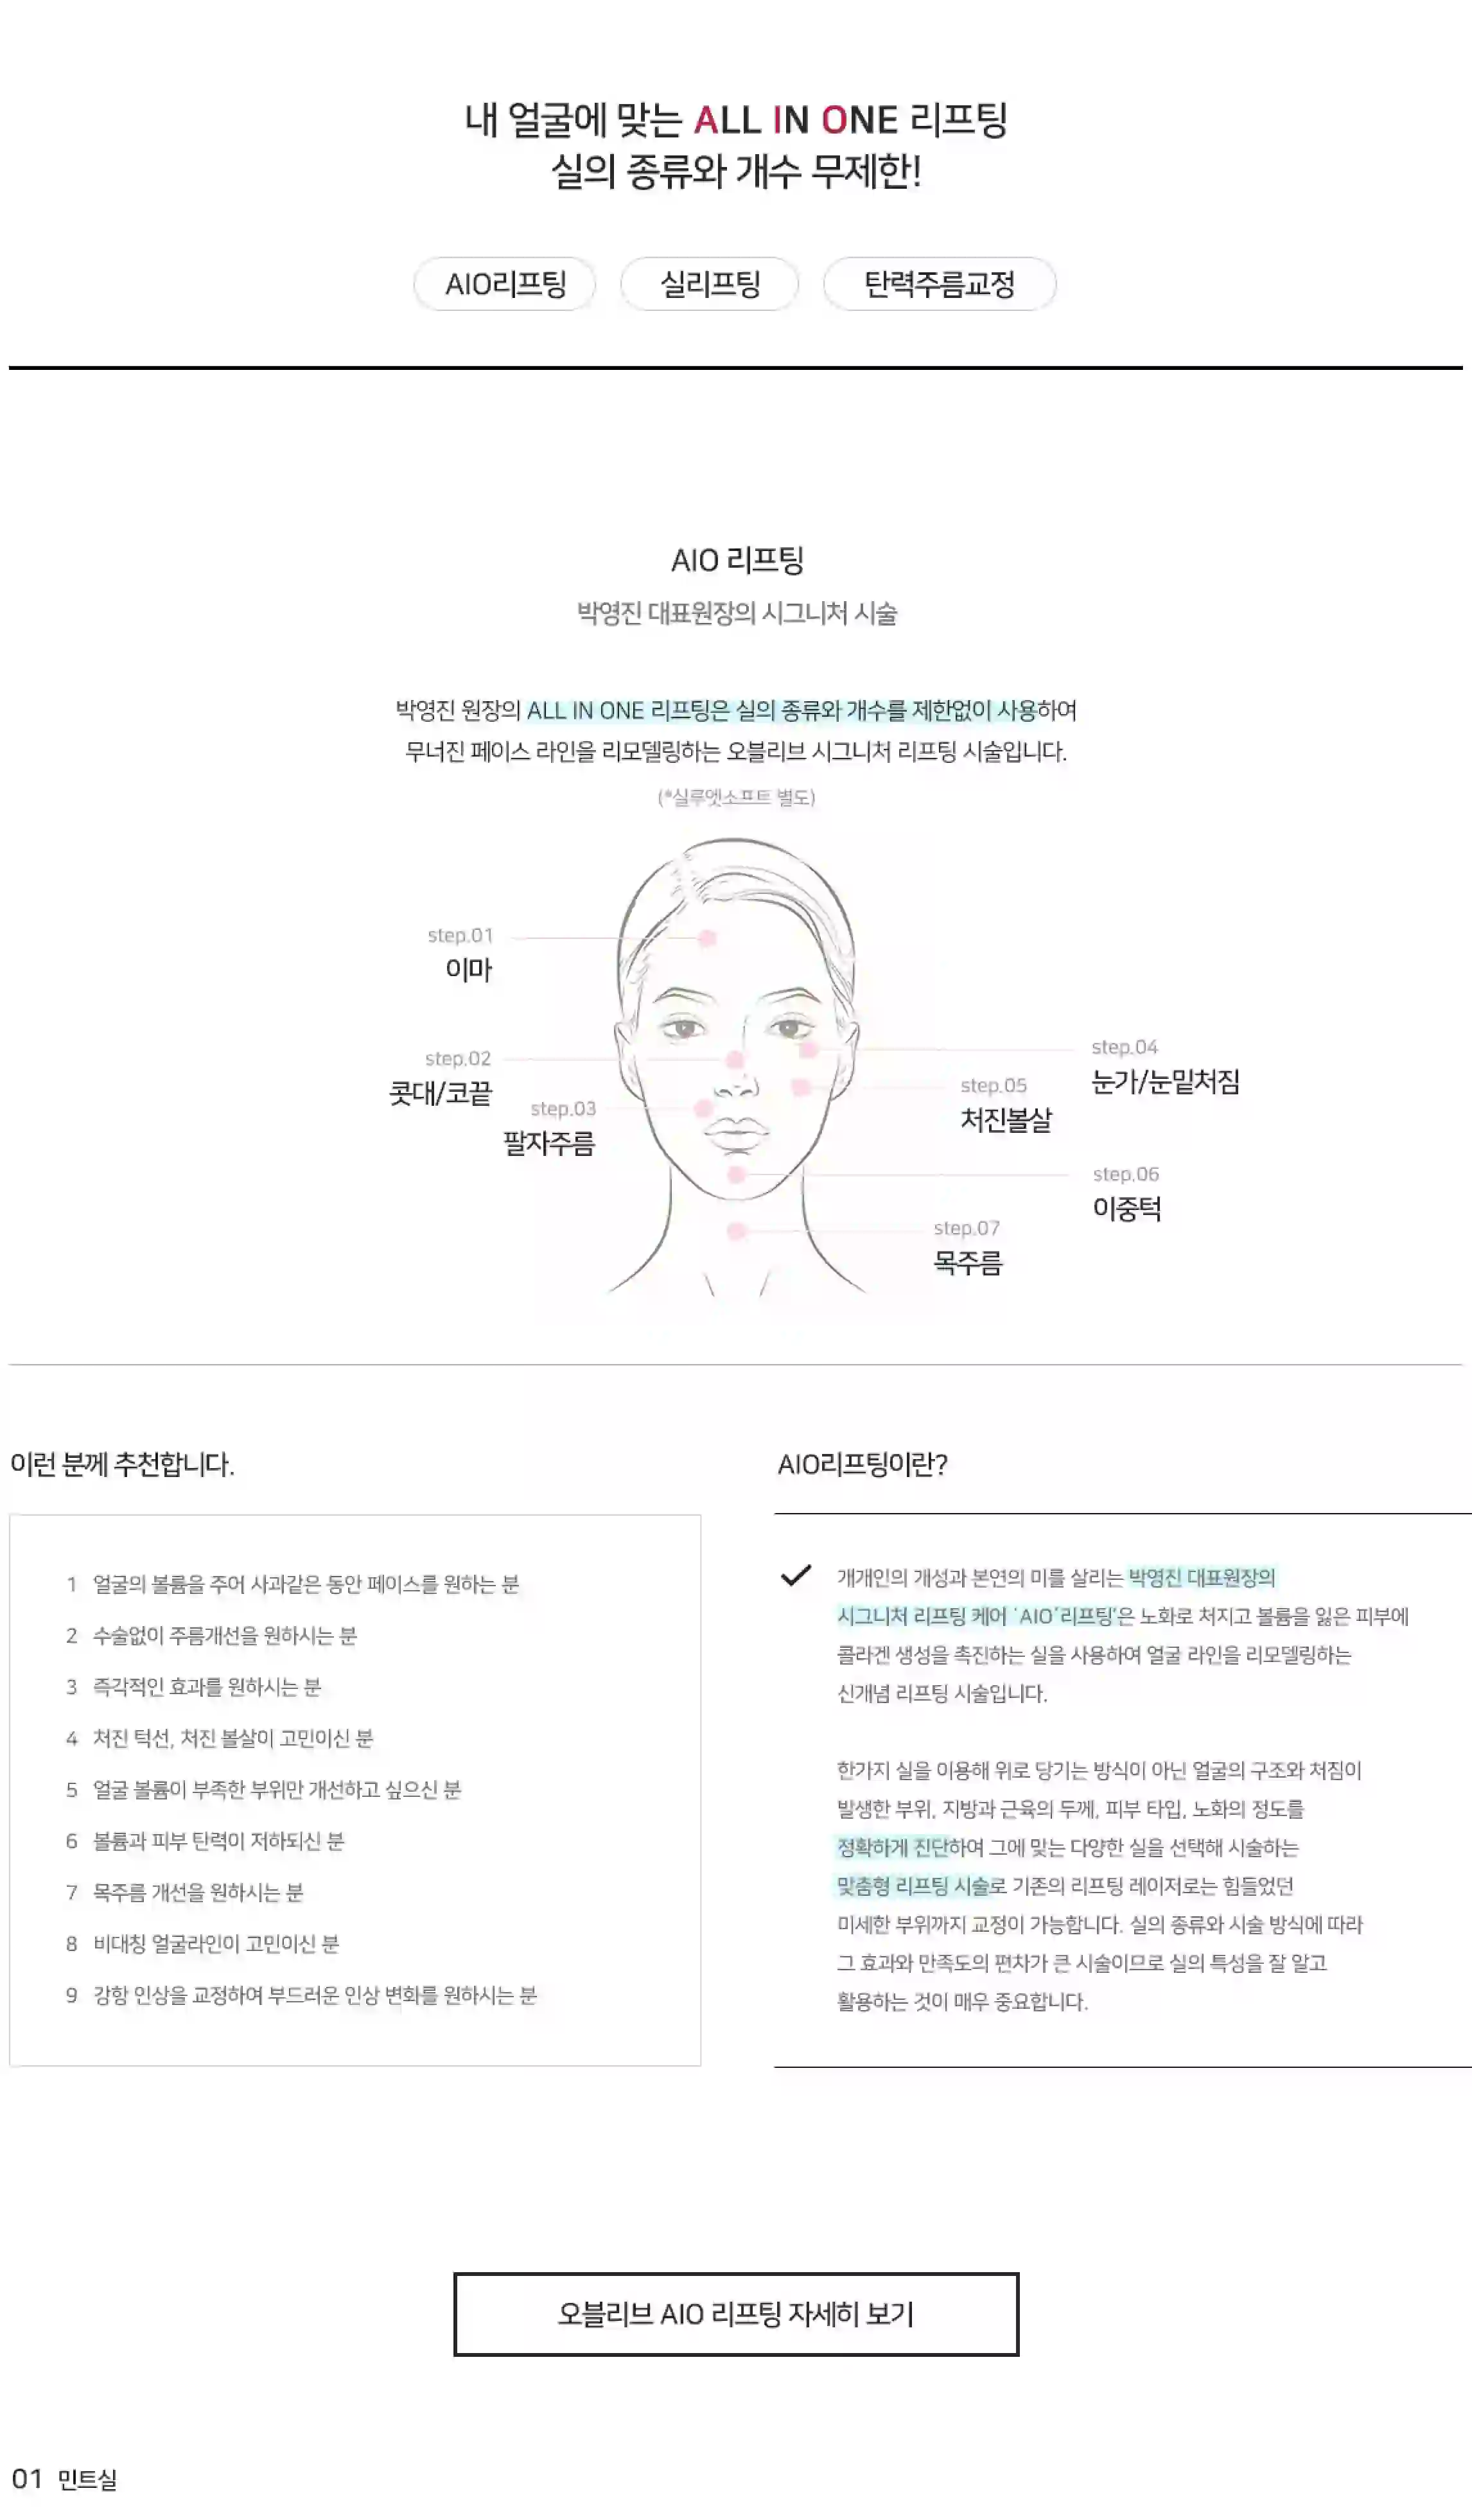 내 얼굴에 맞는 ALL IN ONE 리프팅
실의 종류와 개수 무제한!
AIO리프팅
실리프팅
탄력주름교정
AIO 리프팅
박영진 대표원장의 시그니처 시술
박영진 원장의 ALL IN ONE 리프팅은 실의 종류와 개수를 제한없이 사용하여
무너진 페이스 라인을 리모델링하는 오블리브 시그니처 리프팅 시술입니다.
(*실루엣소프트 별도)
step.01
이마
step.02
콧대/코끝
step.03
팔자주름
step.04
눈가/눈밑처짐
step.05
처진볼살
step.06
이중턱
step.07
목주름
이런 분께 추천합니다.
1 얼굴의 볼륨을 주어 사과같은 동안 페이스를 원하는 분
2 수술없이 주름개선을 원하시는 분
3 즉각적인 효과를 원하시는 분
4 처진 턱선, 처진 볼살이 고민이신 분
5 얼굴 볼륨이 부족한 부위만 개선하고 싶으신 분
6 볼륨과 피부 탄력이 저하되신 분
7 목주름 개선을 원하시는 분
8 비대칭 얼굴라인이 고민이신 분
9 강항 인상을 교정하여 부드러운 인상 변화를 원하시는 분
AIO리프팅이란?
개개인의 개성과 본연의 미를 살리는 박영진 대표원장의
시그니처 리프팅 케어 'AIO'리프팅'은 노화로 처지고 볼륨을 잃은 피부에
콜라겐 생성을 촉진하는 실을 사용하여 얼굴 라인을 리모델링하는
신개념 리프팅 시술입니다.
한가지 실을 이용해 위로 당기는 방식이 아닌 얼굴의 구조와 처짐이
발생한 부위, 지방과 근육의 두께, 피부 타입, 노화의 정도를
정확하게 진단하여 그에 맞는 다양한 실을 선택해 시술하는
맟춤형 리프팅 시술로 기존의 리프팅 레이저로는 힘들었던
미세한 부위까지 교정이 가능합니다. 실의 종류와 시술 방식에 따라
그 효과와 만족도의 편차가 큰 시술이므로 실의 특성을 잘 알고
활용하는 것이 매우 중요합니다.
오블리브 AIO 리프팅 자세히 보기
01 민트실